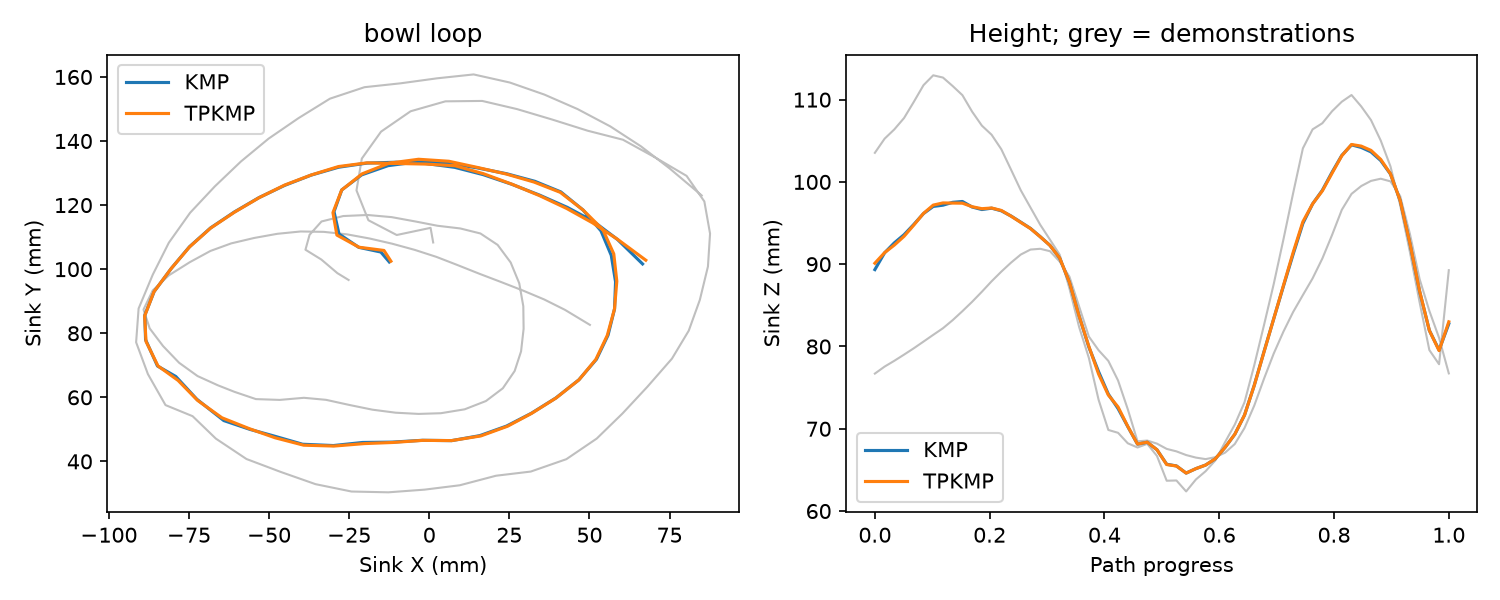 bowl loop
KMP
TPKMP
160
140
120
100
80
60
40
Sink Y (mm)
−100
−75
−50
−25
0
25
50
75
Sink X (mm)
Height; grey = demonstrations
110
100
90
80
70
60
Sink Z (mm)
KMP
TPKMP
0.0
0.2
0.4
0.6
0.8
1.0
Path progress